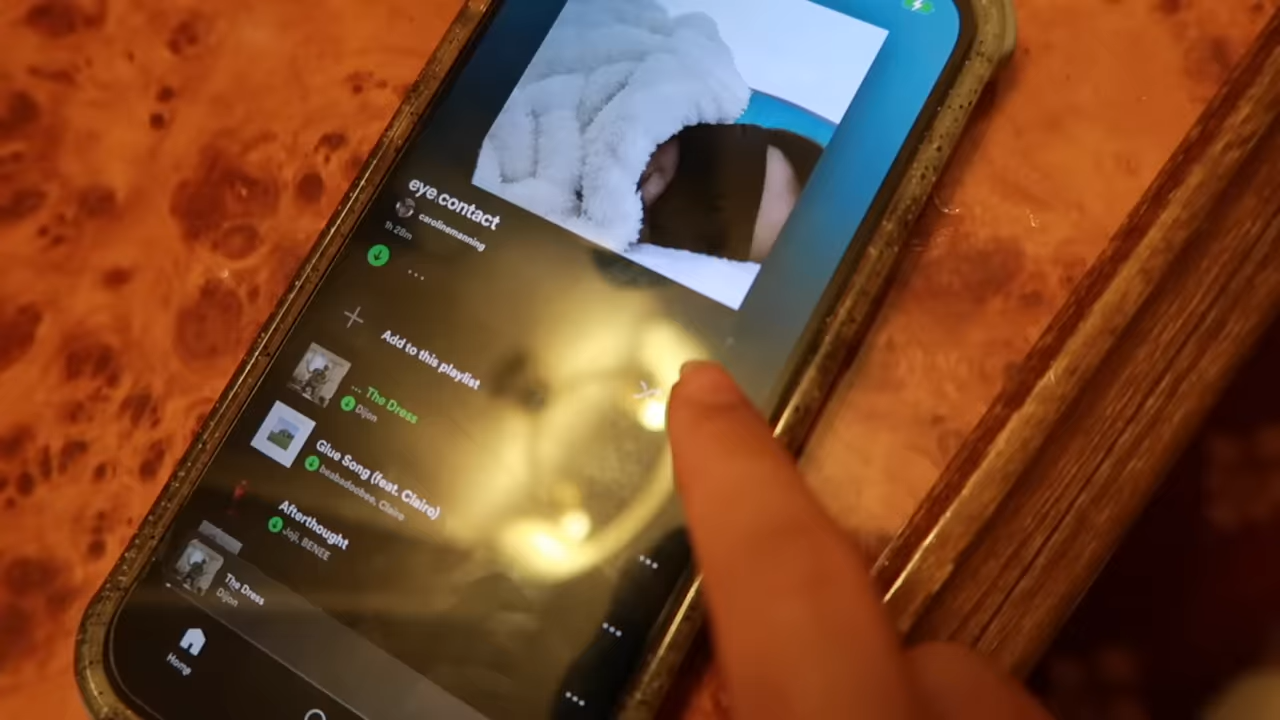 eye contact
carolinemanning
1h 28m
Add to this playlist
... The Dress
Dijon
Glue Song (feat. Clairo)
beabadoobee, Clairo
Afterthought
Joji, BENEE
The Dress
Dijon
Home